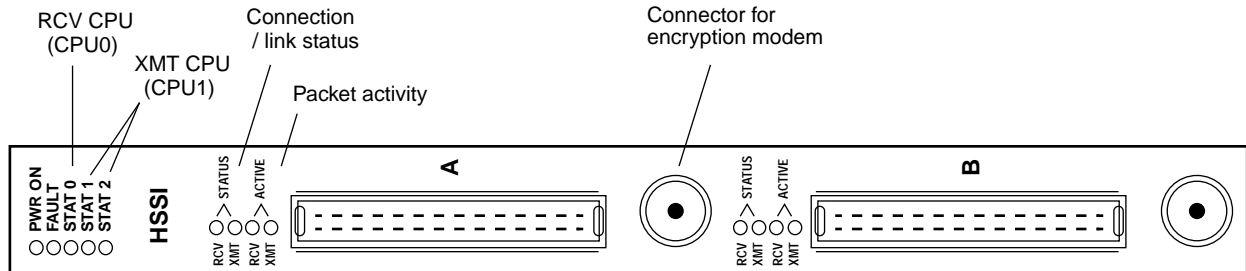 RCV CPU
(CPU0)
XMT CPU
(CPU1)
Connection
/ link status
Packet activity
Connector for
encryption modem
PWR ON
FAULT
STAT 0
STAT 1
STAT 2
HSSI
STATUS
ACTIVE
RCV
XMT
RCV
XMT
A
STATUS
ACTIVE
RCV
XMT
RCV
XMT
B